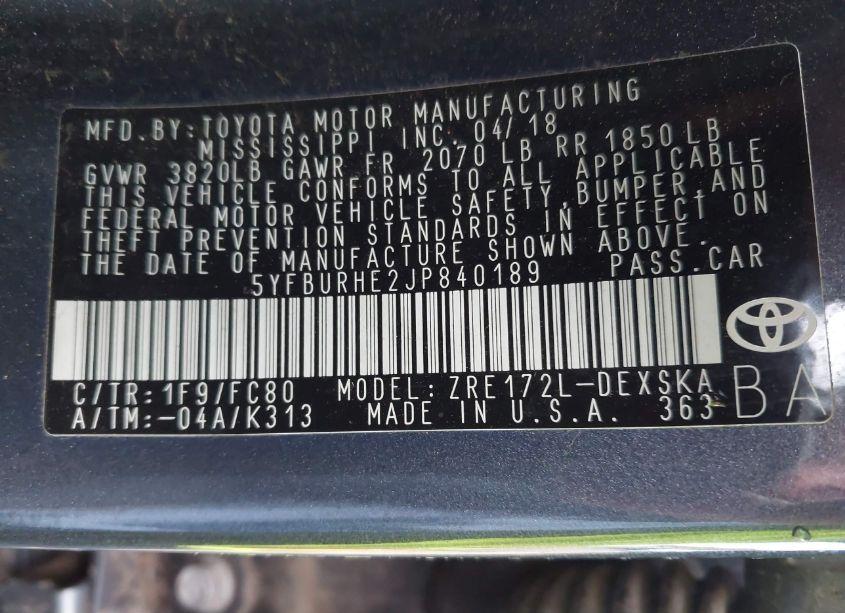 MFD. BY: TOYOTA MOTOR MANUFACTURING
MISSISSIPPI INC. 04/18
GVWR 3820LB GAWR FR 2070 LB RR 1850 LB
THIS VEHICLE CONFORMS TO ALL APPLICABLE
FEDERAL MOTOR VEHICLE SAFETY, BUMPER, AND
THEFT PREVENTION STANDARDS IN EFFECT ON
THE DATE OF MANUFACTURE SHOWN ABOVE.
5YFBURHE2JP840189 PASS. CAR
C/TR: 1F9/FC80 MODEL: ZRE172L-DEXSKA
A/TM:-04A/K313 MADE IN U.S.A. 363
BA